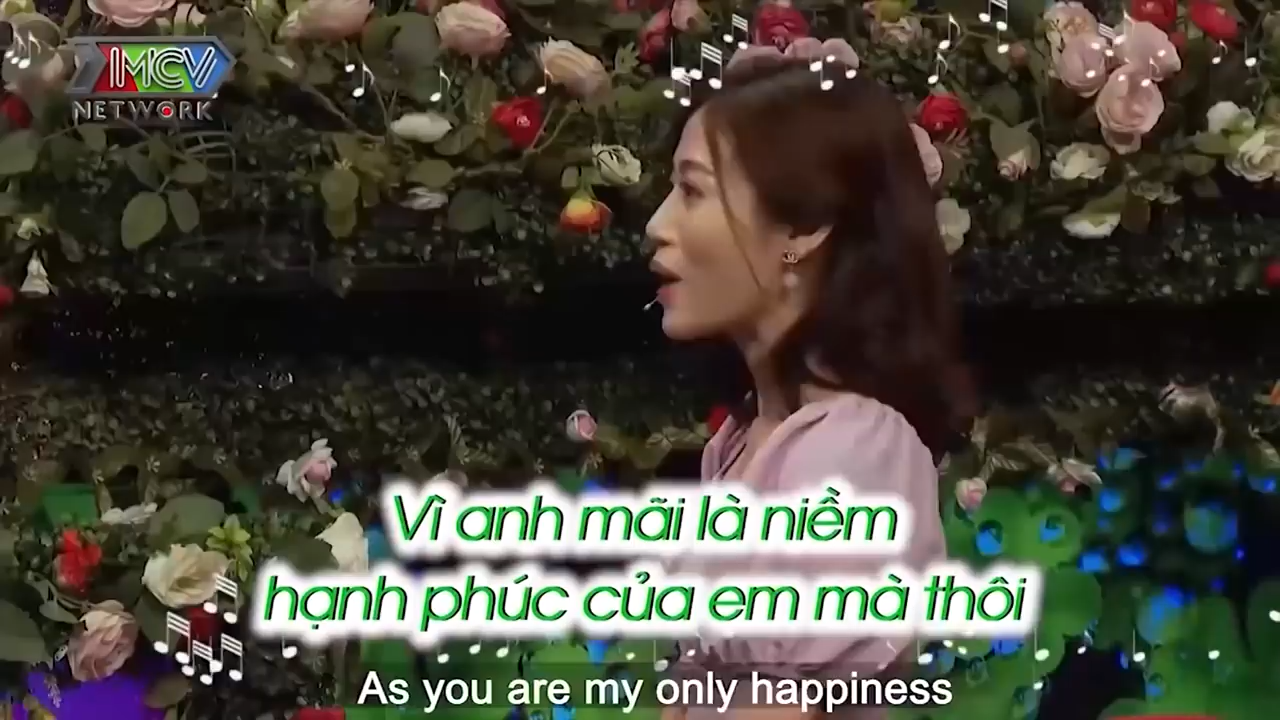 MCV
NETWORK
Vì anh mãi là niềm
hạnh phúc của em mà thôi
As you are my only happiness